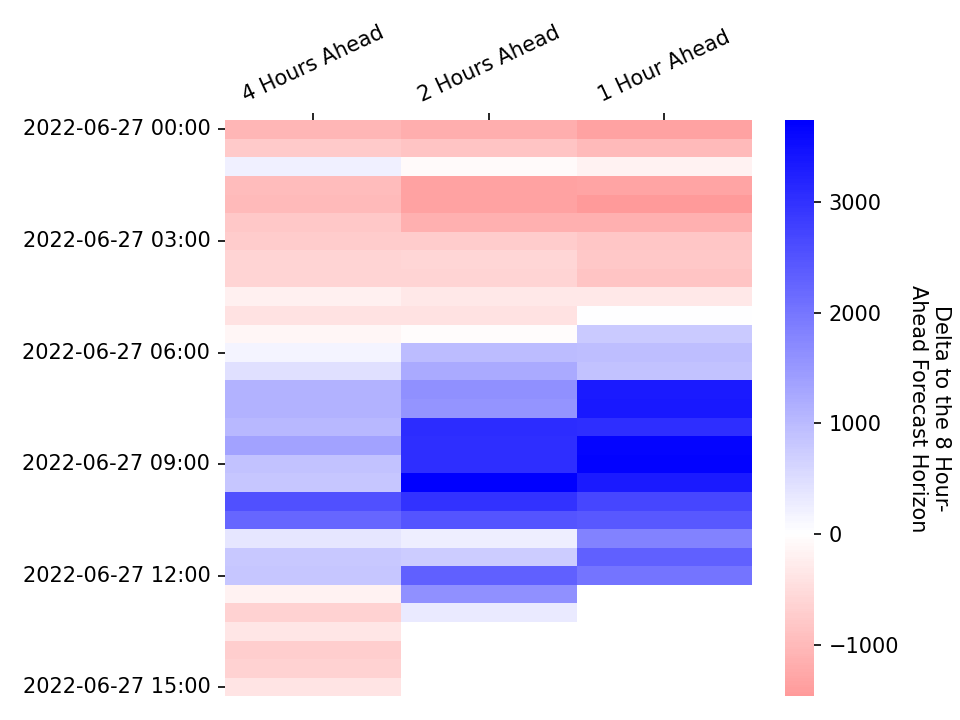 4 Hours Ahead
2 Hours Ahead
1 Hour Ahead
2022-06-27 00:00
2022-06-27 03:00
2022-06-27 06:00
2022-06-27 09:00
2022-06-27 12:00
2022-06-27 15:00
3000
2000
1000
0
−1000
Delta to the 8 Hour-
Ahead Forecast Horizon